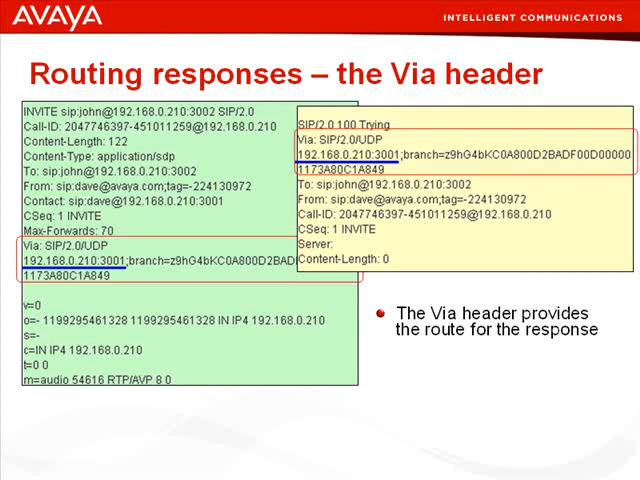 AVAYA
INTELLIGENT COMMUNICATIONS
Routing responses – the Via header
INVITE sip:john@192.168.0.210:3002 SIP/2.0
Call-ID: 2047746397-451011259@192.168.0.210
Content-Length: 122
Content-Type: application/sdp
To: sip:john@192.168.0.210:3002
From: sip:dave@avaya.com;tag=-224130972
Contact: sip:dave@192.168.0.210:3001
CSeq: 1 INVITE
Max-Forwards: 70
Via: SIP/2.0/UDP
192.168.0.210:3001;branch=z9hG4bKC0A800D2BADF
1173A80C1A849
v=0
o=- 1199295461328 1199295461328 IN IP4 192.168.0.210
s=-
c=IN IP4 192.168.0.210
t=0 0
m=audio 54616 RTP/AVP 8 0
SIP/2.0 100 Trying
Via: SIP/2.0/UDP
192.168.0.210:3001;branch=z9hG4bKC0A800D2BADF00D00000
1173A80C1A849
To: sip:john@192.168.0.210:3002
From: sip:dave@avaya.com;tag=-224130972
Call-ID: 2047746397-451011259@192.168.0.210
CSeq: 1 INVITE
Server:
Content-Length: 0
The Via header provides
the route for the response